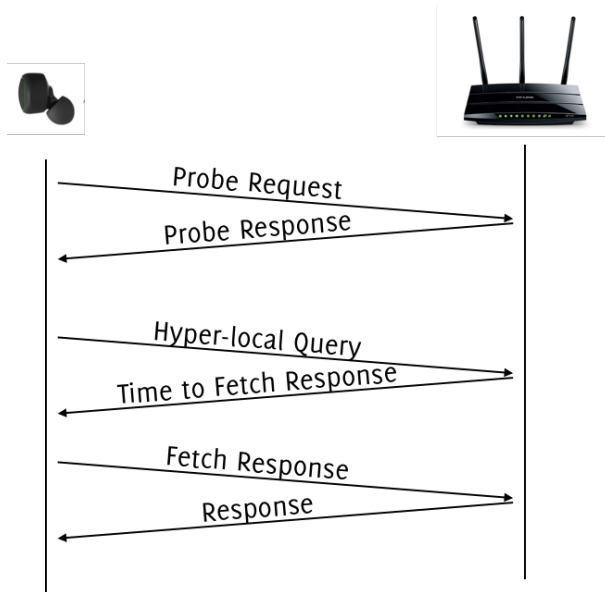 Probe Request
Probe Response
Hyper-local Query
Time to Fetch Response
Fetch Response
Response